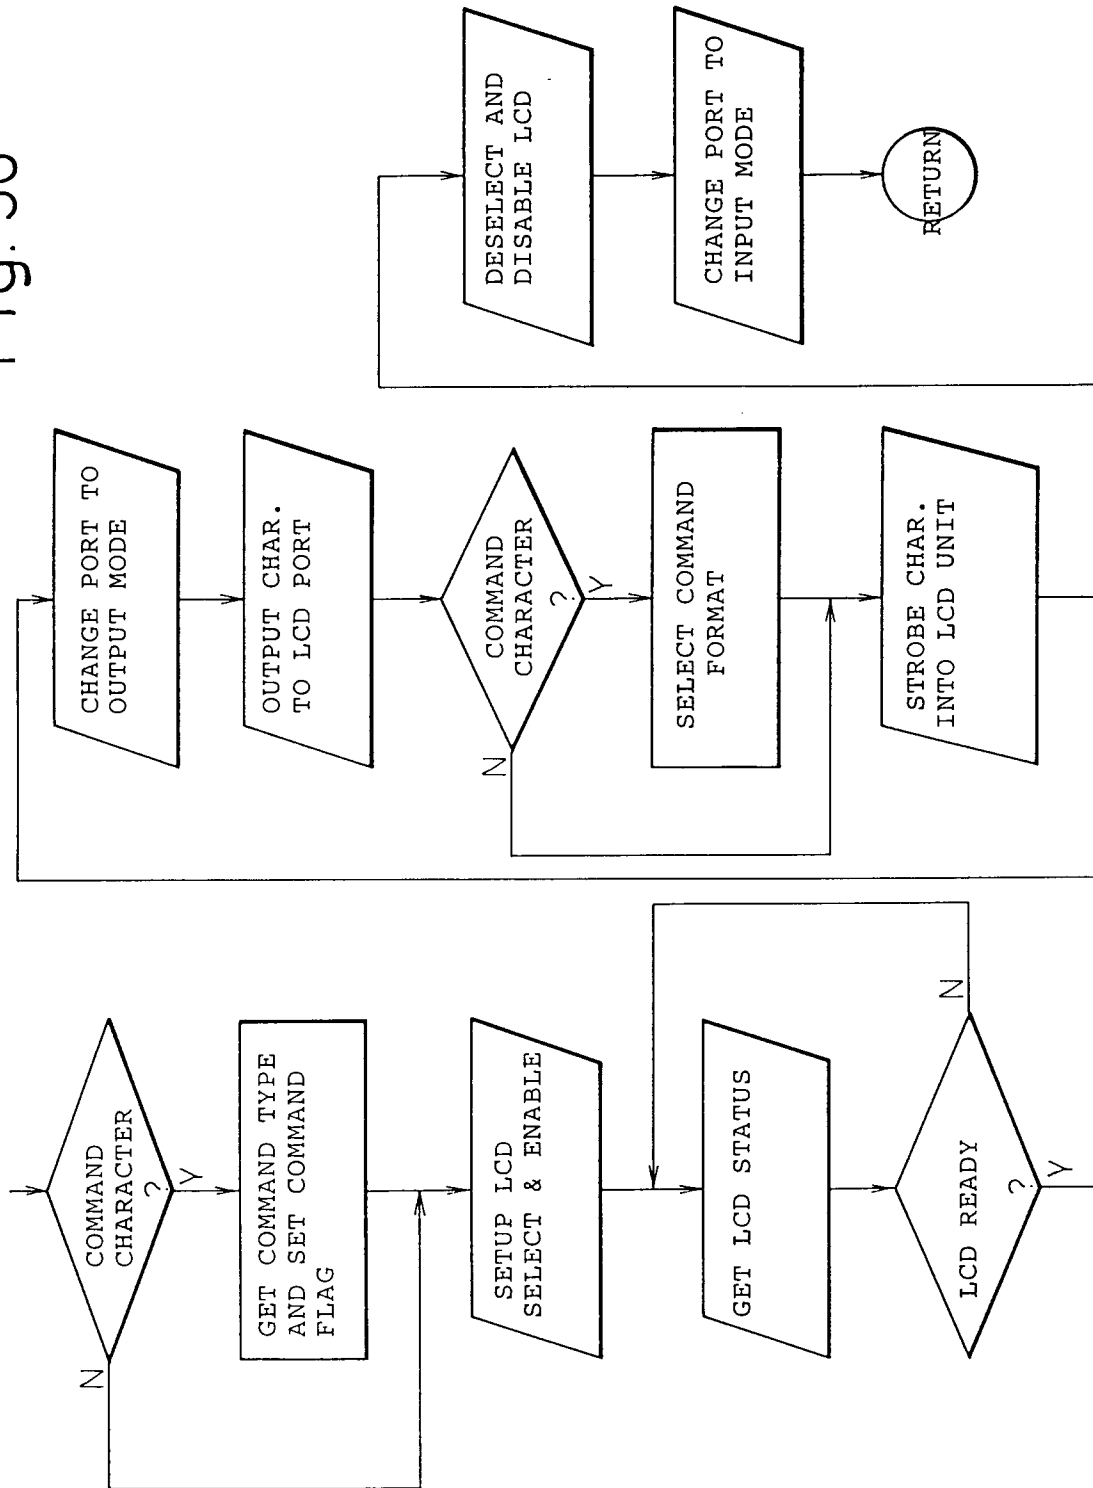 COMMAND
CHARACTER
?
N
Y
GET COMMAND TYPE
AND SET COMMAND
FLAG
SETUP LCD
SELECT & ENABLE
GET LCD STATUS
LCD READY
?
N
Y
CHANGE PORT TO
OUTPUT MODE
OUTPUT CHAR.
TO LCD PORT
COMMAND
CHARACTER
?
N
Y
SELECT COMMAND
FORMAT
STROBE CHAR.
INTO LCD UNIT
DESELECT AND
DISABLE LCD
CHANGE PORT TO
INPUT MODE
RETURN